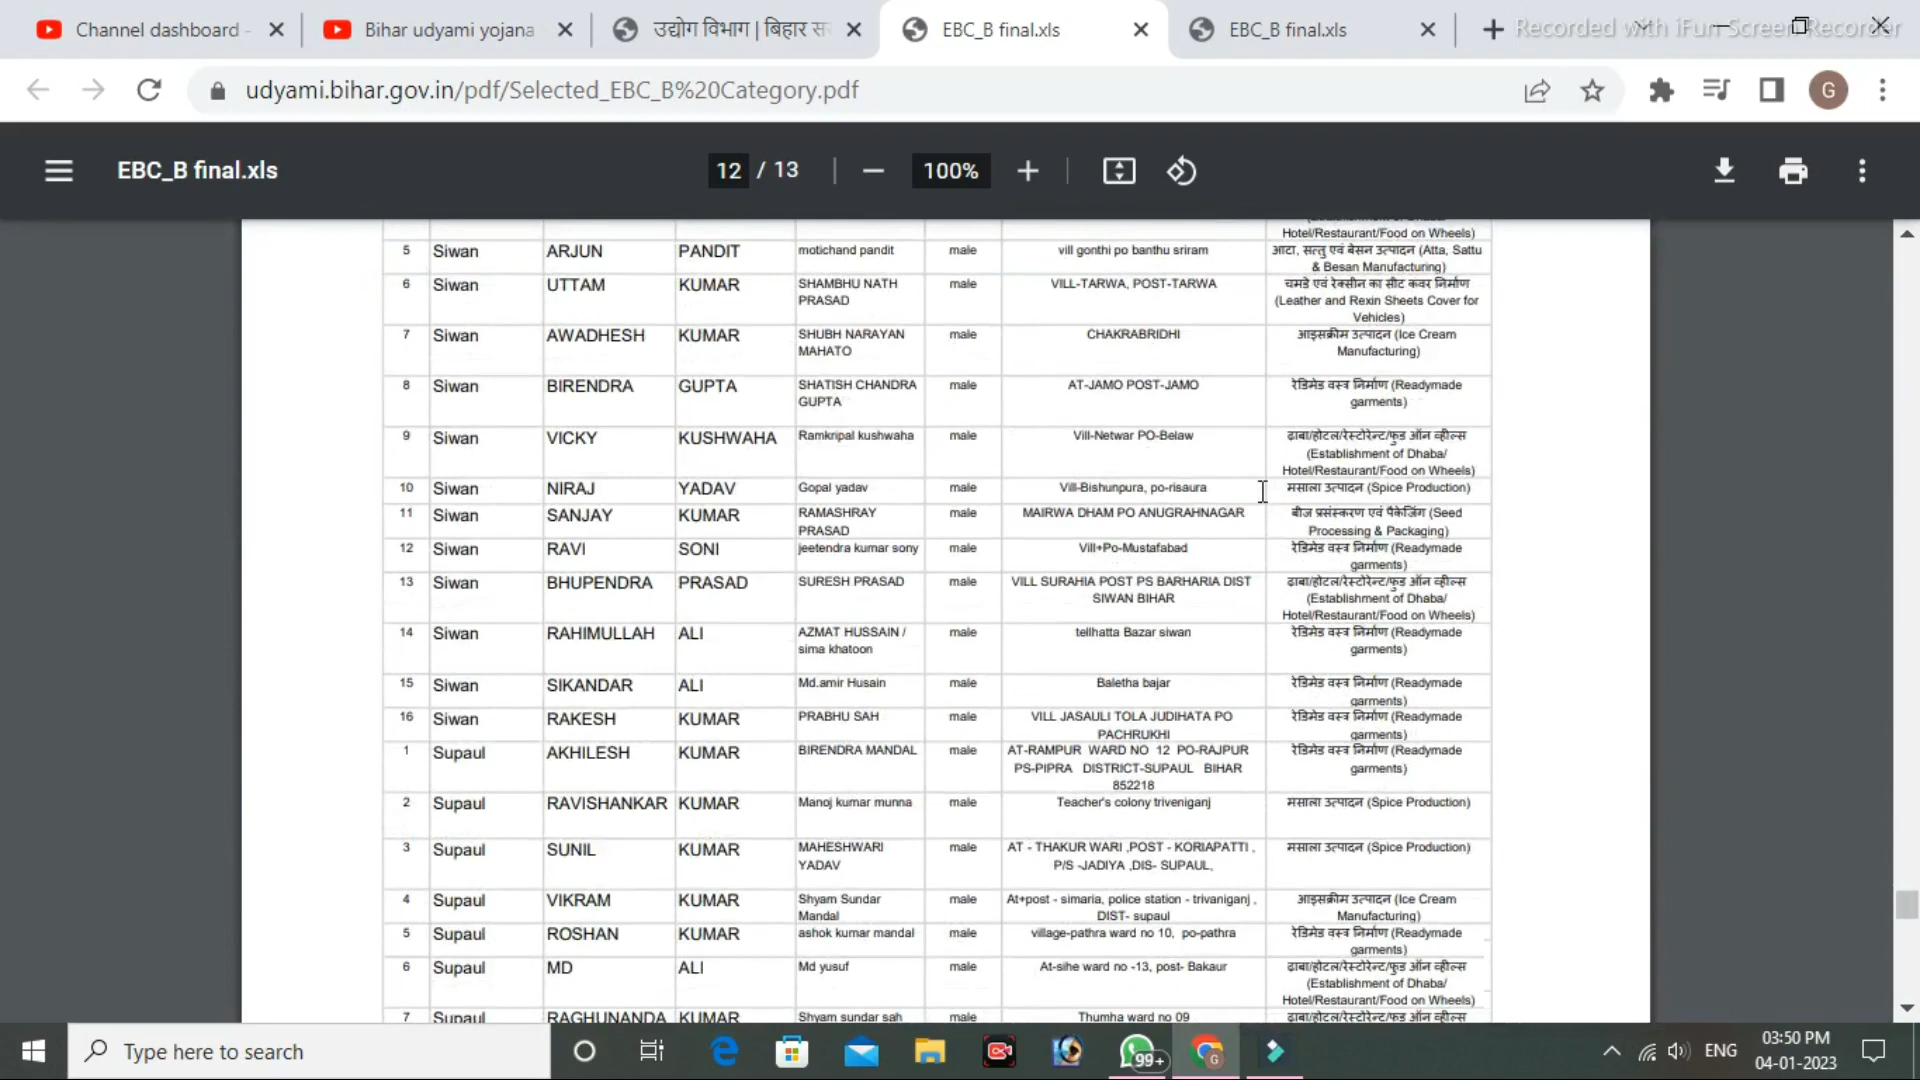 Channel dashboard -
Bihar udyami yojana
उद्योग विभाग | बिहार सर
EBC_B final.xls
EBC_B final.xls
Recorded with iFun Screen Recorder
udyami.bihar.gov.in/pdf/Selected_EBC_B%20Category.pdf
G
EBC_B final.xls
12 / 13
100%
Hotel/Restaurant/Food on Wheels)
5 Siwan ARJUN PANDIT motichand pandit male vill gonthi po banthu sriram आटा, सत्तु एवं बेसन उत्पादन (Atta, Sattu
& Besan Manufacturing)
6 Siwan UTTAM KUMAR SHAMBHU NATH male VILL-TARWA, POST-TARWA चमडे एवं रेक्सीन का सीट कवर निर्माण
PRASAD (Leather and Rexin Sheets Cover for
Vehicles)
7 Siwan AWADHESH KUMAR SHUBH NARAYAN male CHAKRABRIDHI आइसक्रीम उत्पादन (Ice Cream
MAHATO Manufacturing)
8 Siwan BIRENDRA GUPTA SHATISH CHANDRA male AT-JAMO POST-JAMO रेडिमेड वस्त्र निर्माण (Readymade
GUPTA garments)
9 Siwan VICKY KUSHWAHA Ramkripal kushwaha male Vill-Netwar PO-Belaw ढ़ाबा/होटल/रेस्टोरेन्ट/फुड ऑन व्हील्स
(Establishment of Dhaba/
Hotel/Restaurant/Food on Wheels)
10 Siwan NIRAJ YADAV Gopal yadav male Vill-Bishunpura, po-risaura मसाला उत्पादन (Spice Production)
11 Siwan SANJAY KUMAR RAMASHRAY male MAIRWA DHAM PO ANUGRAHNAGAR बीज प्रसंस्करण एवं पैकेजिंग (Seed
PRASAD Processing & Packaging)
12 Siwan RAVI SONI jeetendra kumar sony male Vill+Po-Mustafabad रेडिमेड वस्त्र निर्माण (Readymade
garments)
13 Siwan BHUPENDRA PRASAD SURESH PRASAD male VILL SURAHIA POST PS BARHARIA DIST ढ़ाबा/होटल/रेस्टोरेन्ट/फुड ऑन व्हील्स
SIWAN BIHAR (Establishment of Dhaba/
Hotel/Restaurant/Food on Wheels)
14 Siwan RAHIMULLAH ALI AZMAT HUSSAIN / male tellhatta Bazar siwan रेडिमेड वस्त्र निर्माण (Readymade
sima khatoon garments)
15 Siwan SIKANDAR ALI Md.amir Husain male Baletha bajar रेडिमेड वस्त्र निर्माण (Readymade
garments)
16 Siwan RAKESH KUMAR PRABHU SAH male VILL JASAULI TOLA JUDIHATA PO रेडिमेड वस्त्र निर्माण (Readymade
PACHRUKHI garments)
1 Supaul AKHILESH KUMAR BIRENDRA MANDAL male AT-RAMPUR WARD NO 12 PO-RAJPUR रेडिमेड वस्त्र निर्माण (Readymade
PS-PIPRA DISTRICT-SUPAUL BIHAR garments)
852218
2 Supaul RAVISHANKAR KUMAR Manoj kumar munna male Teacher's colony triveniganj मसाला उत्पादन (Spice Production)
3 Supaul SUNIL KUMAR MAHESHWARI male AT - THAKUR WARI ,POST - KORIAPATTI , मसाला उत्पादन (Spice Production)
YADAV P/S -JADIYA ,DIS- SUPAUL,
4 Supaul VIKRAM KUMAR Shyam Sundar male At+post - simaria, police station - trivaniganj , आइसक्रीम उत्पादन (Ice Cream
Mandal DIST- supaul Manufacturing)
5 Supaul ROSHAN KUMAR ashok kumar mandal male village-pathra ward no 10, po-pathra रेडिमेड वस्त्र निर्माण (Readymade
garments)
6 Supaul MD ALI Md yusuf male At-sihe ward no -13, post- Bakaur ढ़ाबा/होटल/रेस्टोरेन्ट/फुड ऑन व्हील्स
(Establishment of Dhaba/
Hotel/Restaurant/Food on Wheels)
7 Supaul RAGHUNANDA KUMAR Shyam sundar sah male Thumha ward no 09 ढ़ाबा/होटल/रेस्टोरेन्ट/फुड ऑन व्हील्स
Type here to search
99+
G
ENG
03:50 PM
04-01-2023